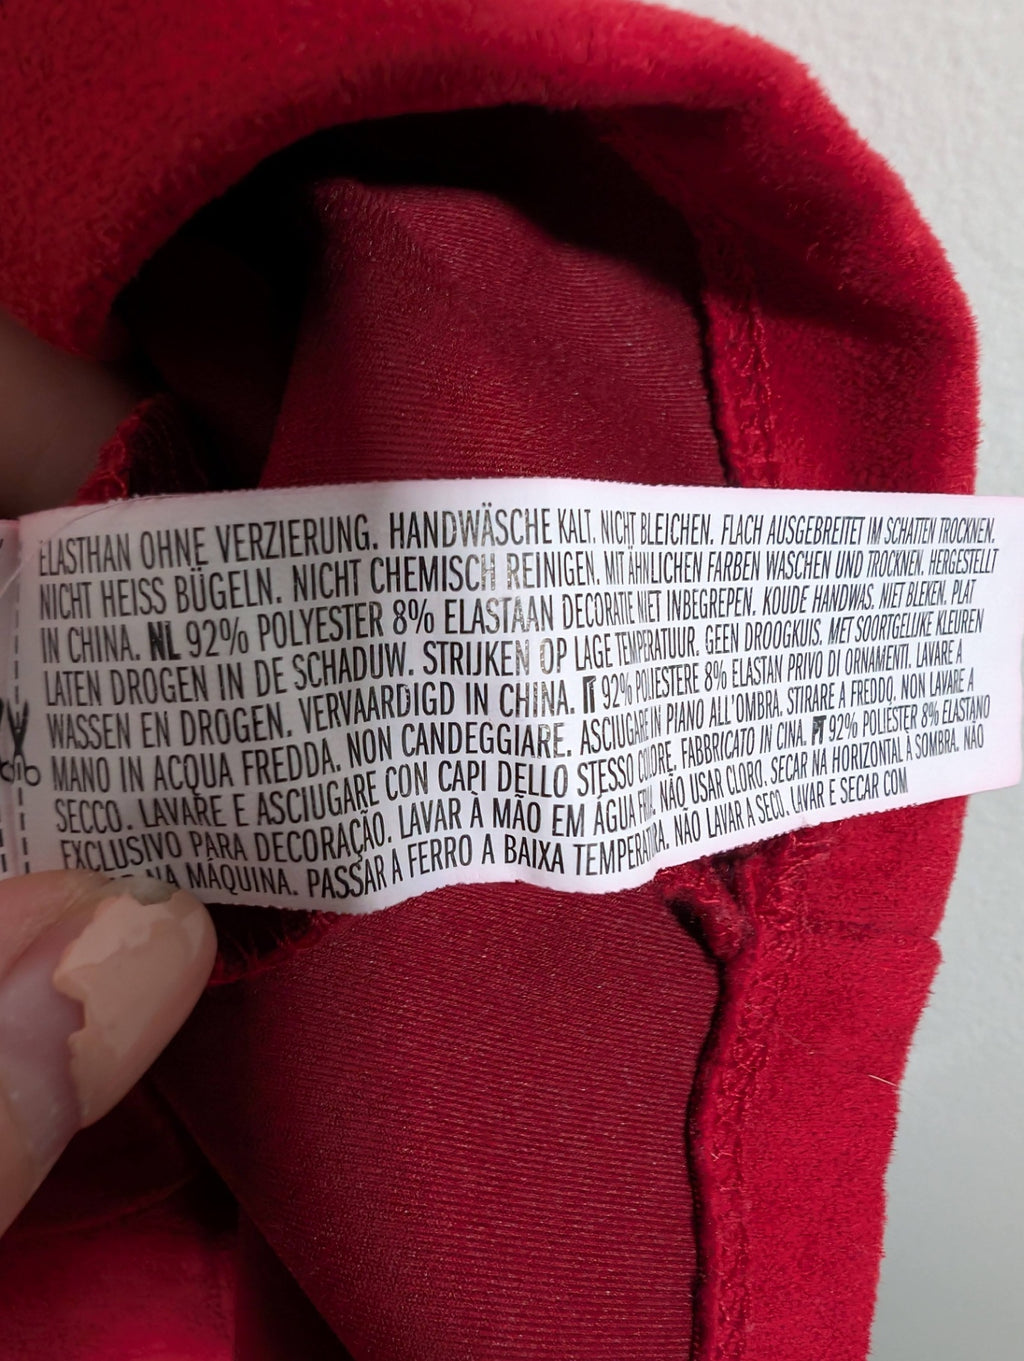 ELASTHAN OHNE VERZIERUNG. HANDWÄSCHE KALT. NICHT BLEICHEN. FLACH AUSGEBREITET IM SCHATTEN TROCKNEN.
NICHT HEISS BÜGELN. NICHT CHEMISCH REINIGEN. MIT ÄHNLICHEN FARBEN WASCHEN UND TROCKNEN. HERGESTELLT
IN CHINA. NL 92% POLYESTER 8% ELASTAAN DECORATIE NIET INBEGREPEN. KOUDE HANDWAS. NIET BLEKEN. PLAT
LATEN DROGEN IN DE SCHADUW. STRIJKEN OP LAGE TEMPERATUUR. GEEN DROOGKUIS. MET SOORTGELIJKE KLEUREN
WASSEN EN DROGEN. VERVAARDIGD IN CHINA. IT 92% POLIESTERE 8% ELASTAN PRIVO DI ORNAMENTI. LAVARE A
MANO IN ACQUA FREDDA. NON CANDEGGIARE. ASCIUGARE IN PIANO ALL'OMBRA. STIRARE A FREDDO. NON LAVARE A
SECCO. LAVARE E ASCIUGARE CON CAPI DELLO STESSO COLORE. FABBRICATO IN CINA. PT 92% POLIÉSTER 8% ELASTANO
EXCLUSIVO PARA DECORAÇÃO. LAVAR À MÃO EM ÁGUA FRIA. NÃO USAR CLORO. SECAR NA HORIZONTAL À SOMBRA. NÃO
NA MÁQUINA. PASSAR A FERRO A BAIXA TEMPERATURA. NÃO LAVAR A SECO. LAVAR E SECAR COM